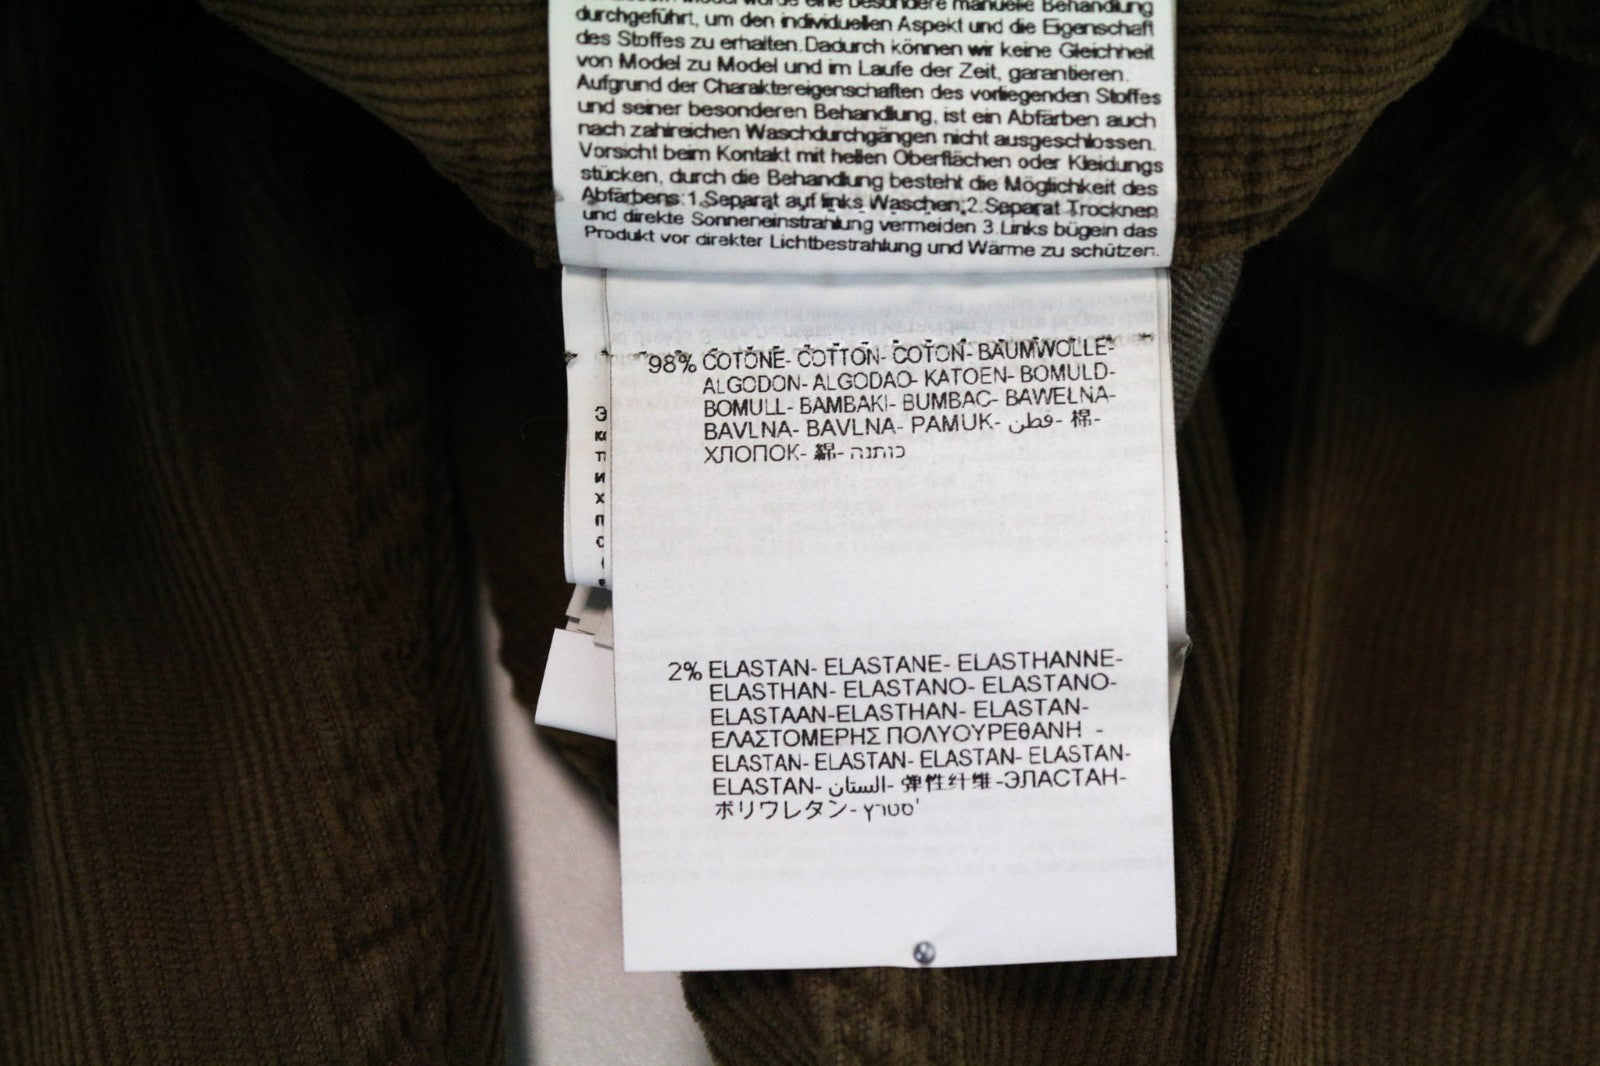 besondere manuelle Behandlung
durchgeführt, um den individuellen Aspekt und die Eigenschaft
des Stoffes zu erhalten.Dadurch können wir keine Gleichheit
von Model zu Model und im Laufe der Zeit, garantieren.
Aufgrund der Charaktereigenschaften des vorliegenden Stoffes
und seiner besonderen Behandlung, ist ein Abfärben auch
nach zahlreichen Waschdurchgängen nicht ausgeschlossen.
Vorsicht beim Kontakt mit hellen Oberflächen oder Kleidungs
stücken, durch die Behandlung besteht die Möglichkeit des
Abfärbens:1.Separat auf links Waschen;2.Separat Trocknen
und direkte Sonneneinstrahlung vermeiden 3.Links bügeln das
Produkt vor direkter Lichtbestrahlung und Wärme zu schützen.
98% COTONE- COTTON- COTON- BAUMWOLLE-
ALGODON- ALGODAO- KATOEN- BOMULD-
BOMULL- BAMBAKI- BUMBAC- BAWEŁNA-
BAVLNA- BAVLNA- PAMUK- قطن- 棉-
ХЛОПОК- 綿- כותנה
2% ELASTAN- ELASTANE- ELASTHANNE-
ELASTHAN- ELASTANO- ELASTANO-
ELASTAAN-ELASTHAN- ELASTAN-
ΕΛΑΣΤΟΜΕΡΗΣ ΠΟΛΥΟΥΡΕθΑΝΗ -
ELASTAN- ELASTAN- ELASTAN- ELASTAN-
ELASTAN- الستان- 弹性纤维 -ЭЛАСТАН-
ポリウレタン- סטרץ'